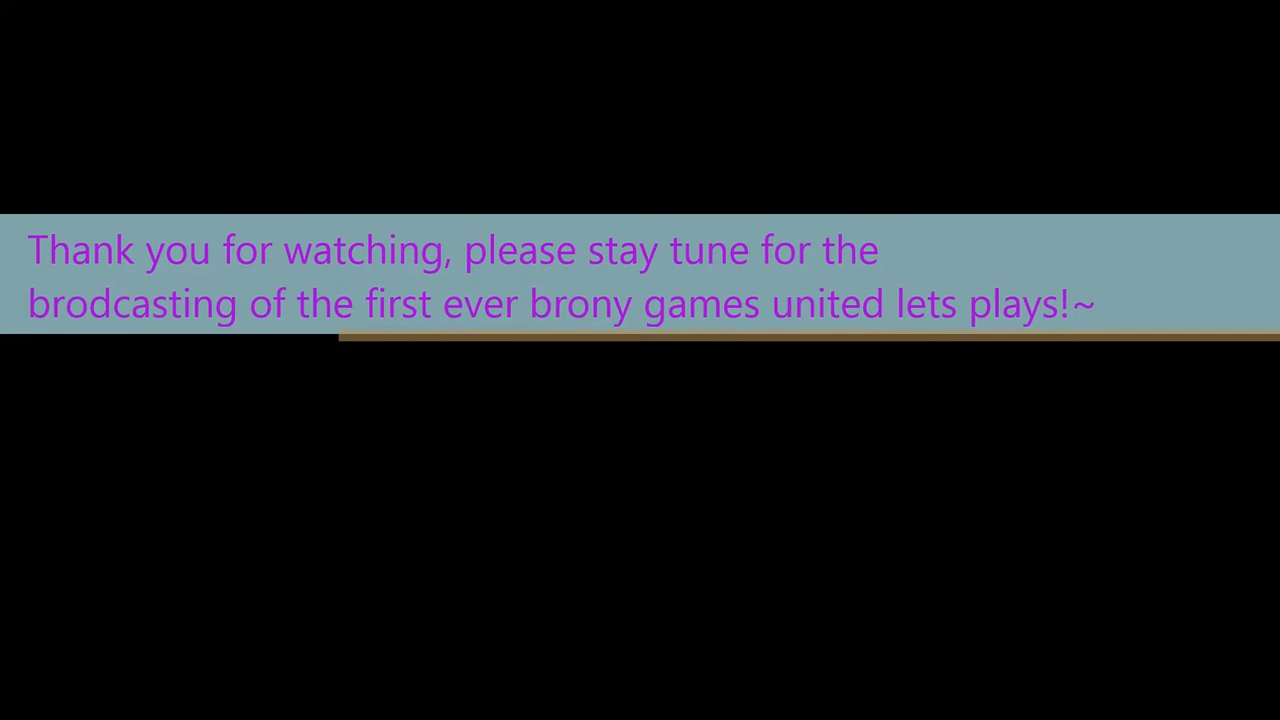 Thank you for watching, please stay tune for the
brodcasting of the first ever brony games united lets plays!~